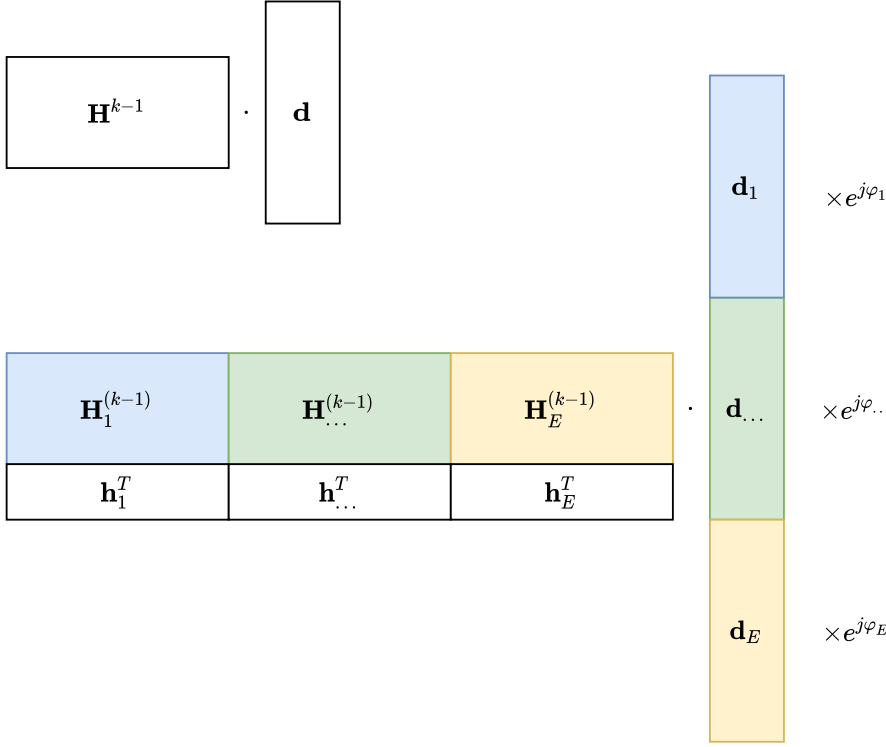 𝐇^{k−1} · 𝐝
𝐝_1 ×e^{jφ_1}
𝐇_1^{(k−1)} 𝐇_{...}^{(k−1)} 𝐇_E^{(k−1)} · 𝐝_{...} ×e^{jφ_{..}}
𝐡_1^T 𝐡_{...}^T 𝐡_E^T
𝐝_E ×e^{jφ_E}